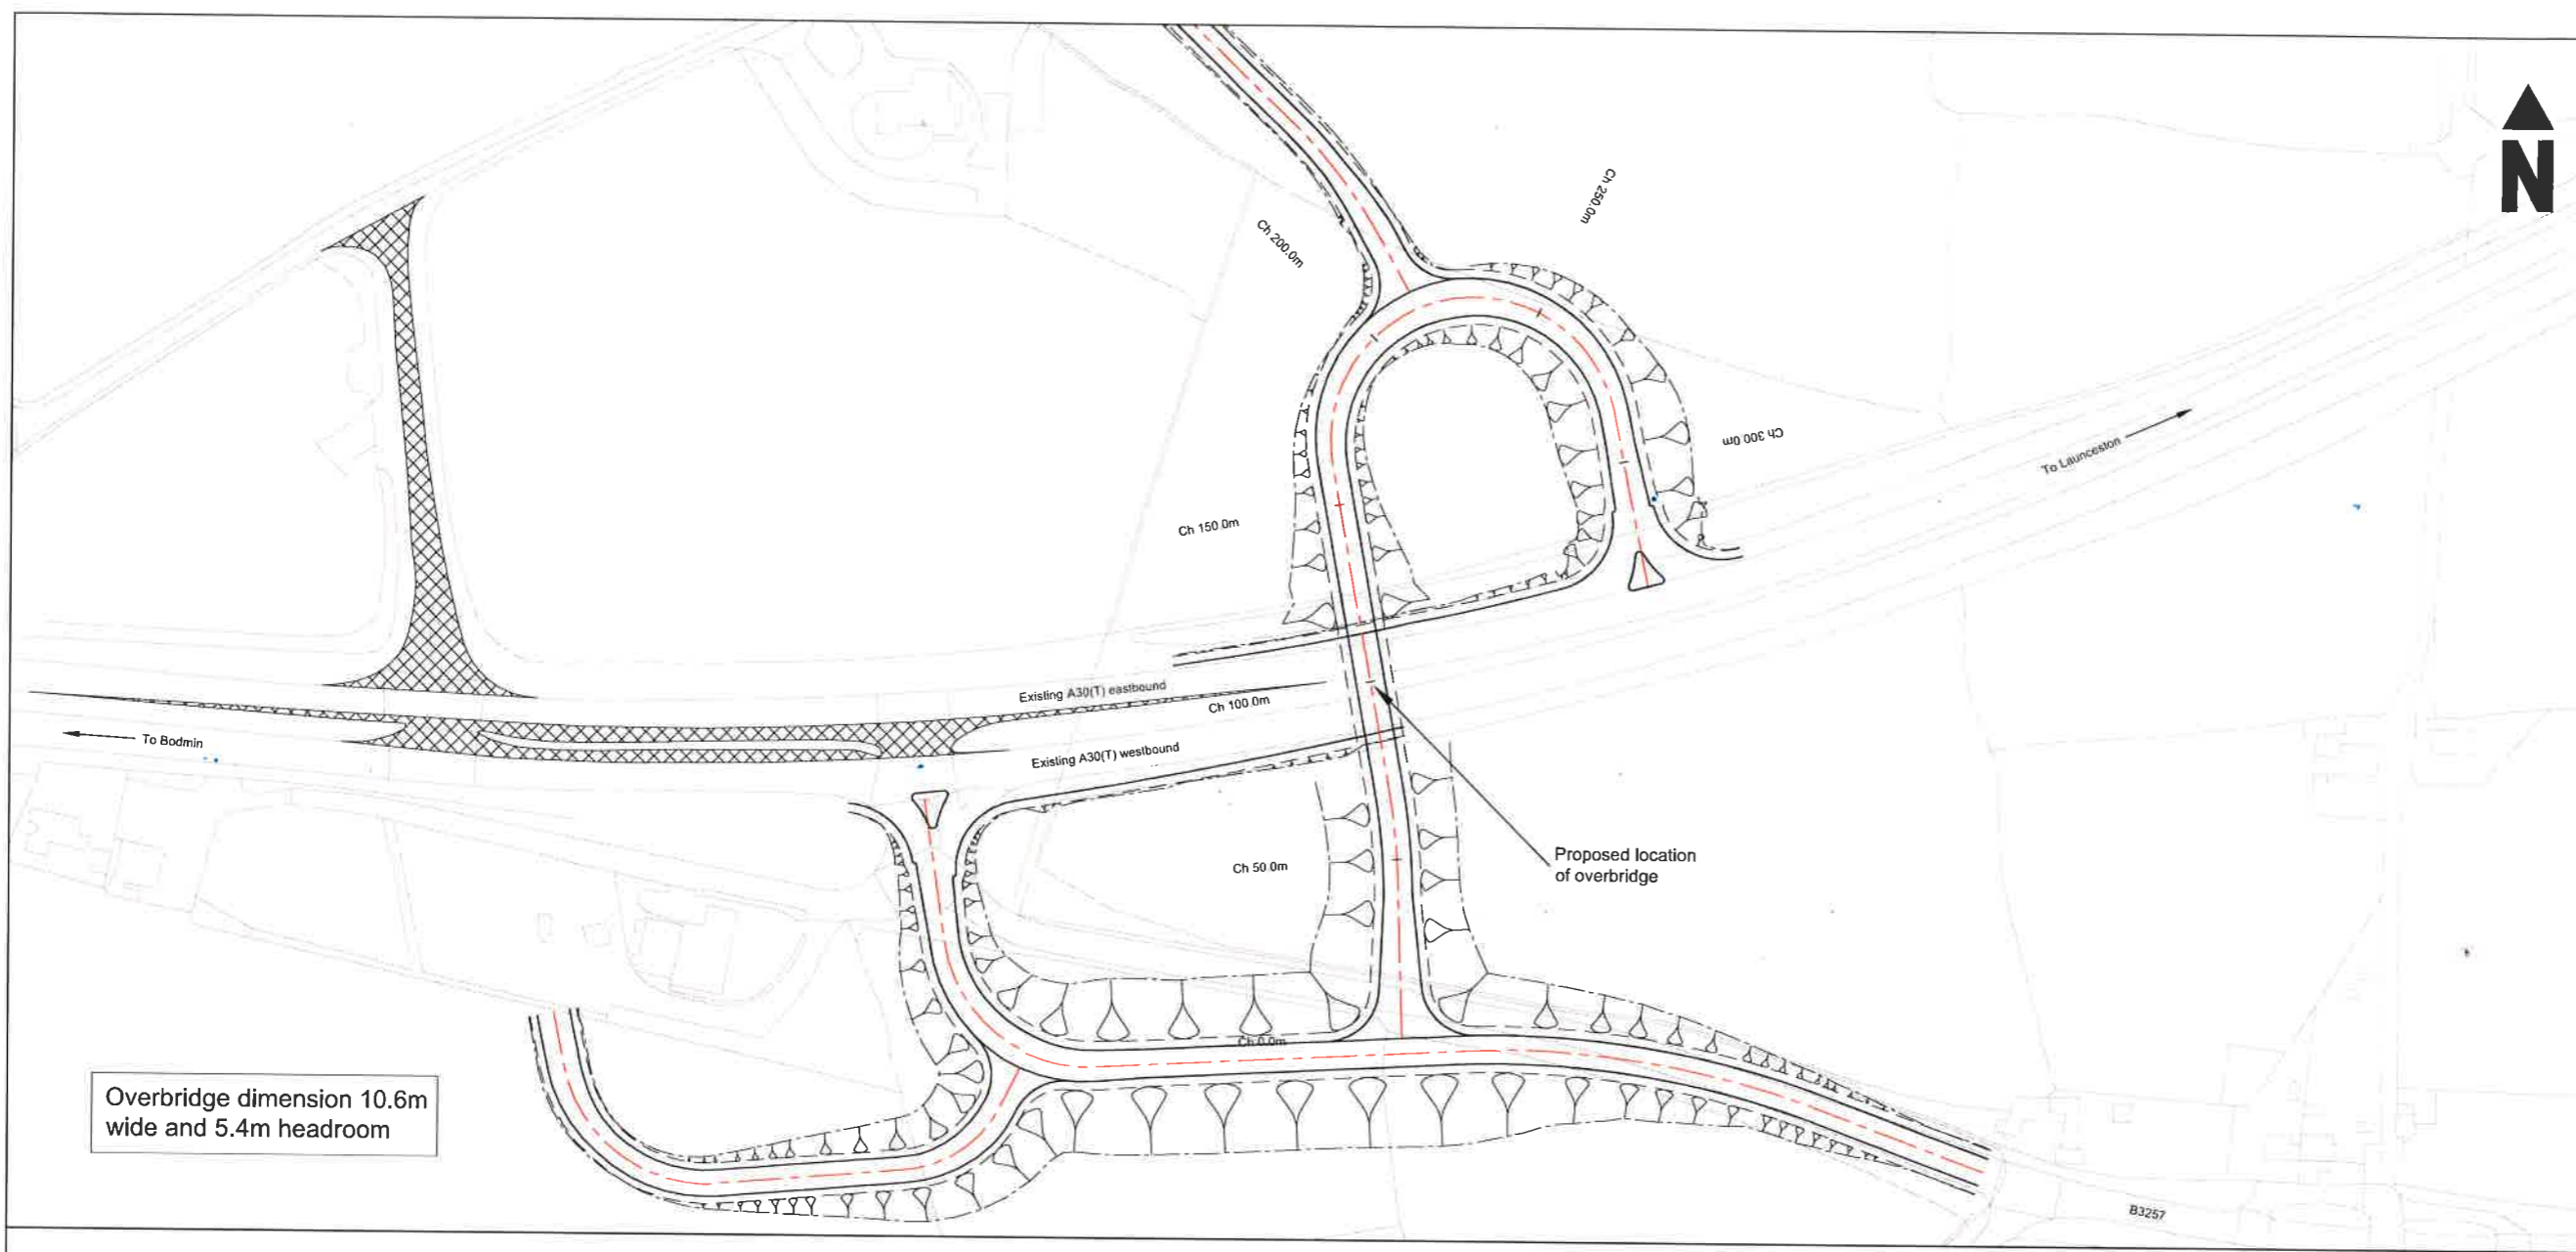 N
Ch 250.0m
Ch 200.0m
Ch 300.0m
To Launceston
Ch 150.0m
Existing A30(T) eastbound
Ch 100.0m
To Bodmin
Existing A30(T) westbound
Proposed location
of overbridge
Ch 50.0m
Ch 0.0m
Overbridge dimension 10.6m
wide and 5.4m headroom
B3257